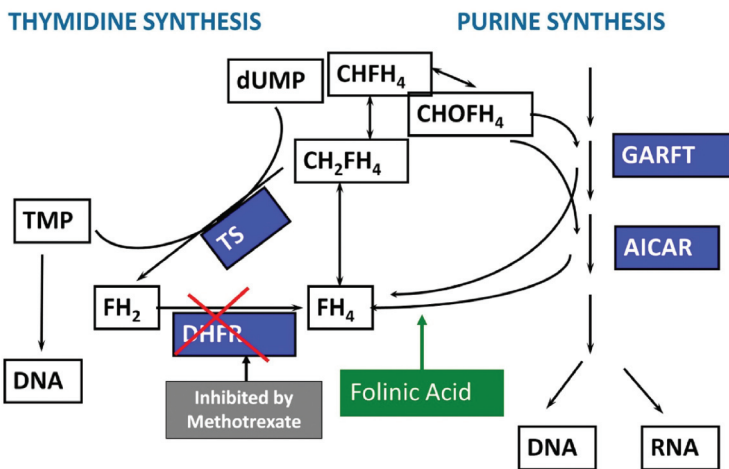 THYMIDINE SYNTHESIS
PURINE SYNTHESIS
dUMP
CHFH₄
CHOFH₄
CH₂FH₄
GARFT
TMP
TS
AICAR
FH₂
FH₄
DHFR
DNA
Inhibited by
Methotrexate
Folinic Acid
DNA
RNA